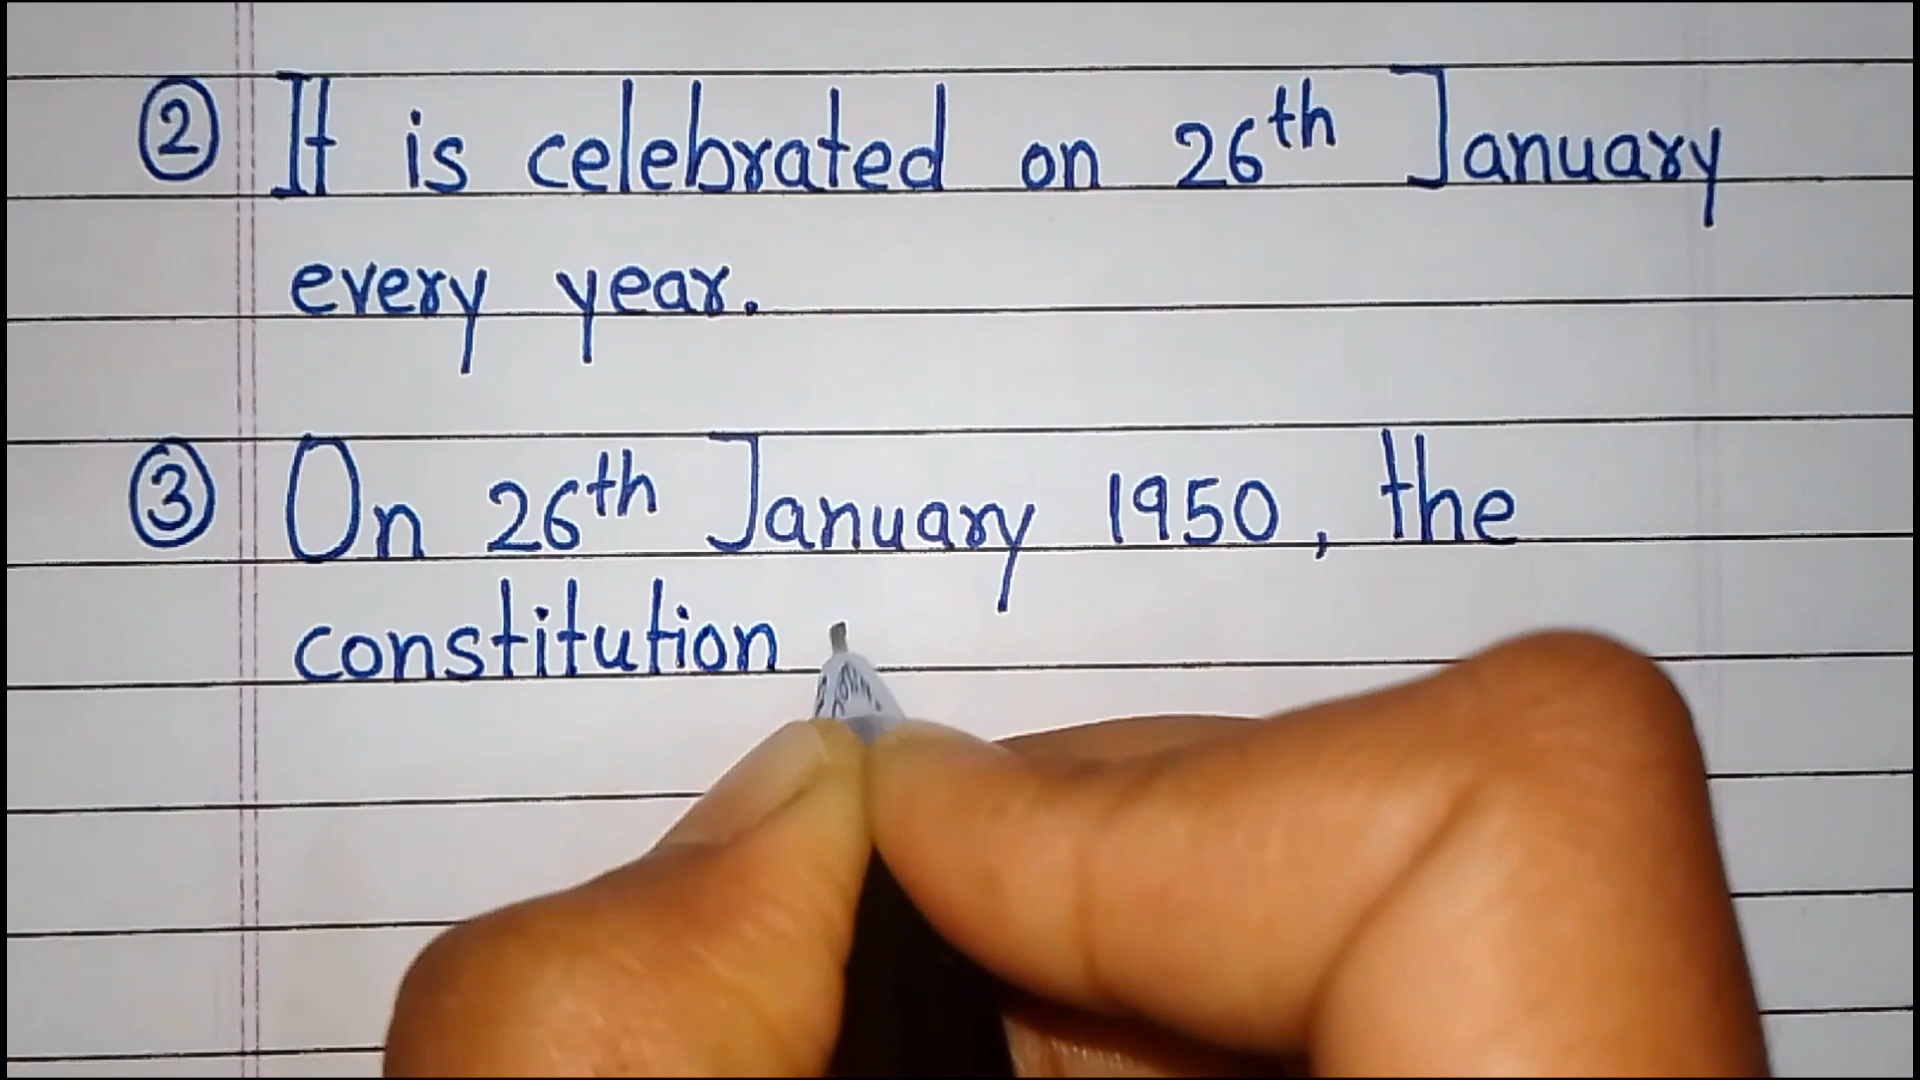 ② It is celebrated on 26th January
every year.
③ On 26th January 1950, the
constitution